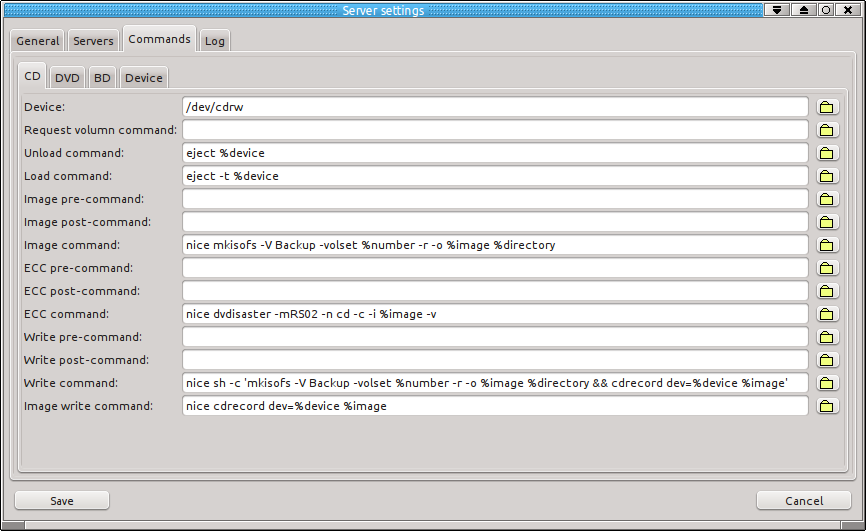 Server settings
General Servers Commands Log
CD DVD BD Device
Device: /dev/cdrw
Request volumn command:
Unload command: eject %device
Load command: eject -t %device
Image pre-command:
Image post-command:
Image command: nice mkisofs -V Backup -volset %number -r -o %image %directory
ECC pre-command:
ECC post-command:
ECC command: nice dvdisaster -mRS02 -n cd -c -i %image -v
Write pre-command:
Write post-command:
Write command: nice sh -c 'mkisofs -V Backup -volset %number -r -o %image %directory && cdrecord dev=%device %image'
Image write command: nice cdrecord dev=%device %image
Save Cancel